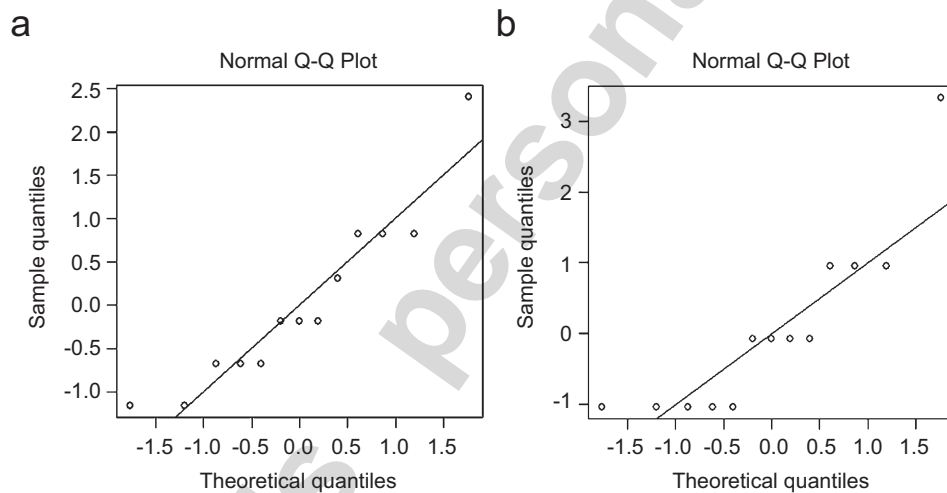 a
Normal Q-Q Plot
2.5
2.0
1.5
1.0
0.5
0.0
-0.5
-1.0
Sample quantiles
-1.5 -1.0 -0.5 0.0 0.5 1.0 1.5
Theoretical quantiles
b
Normal Q-Q Plot
3
2
1
0
-1
Sample quantiles
-1.5 -1.0 -0.5 0.0 0.5 1.0 1.5
Theoretical quantiles
person